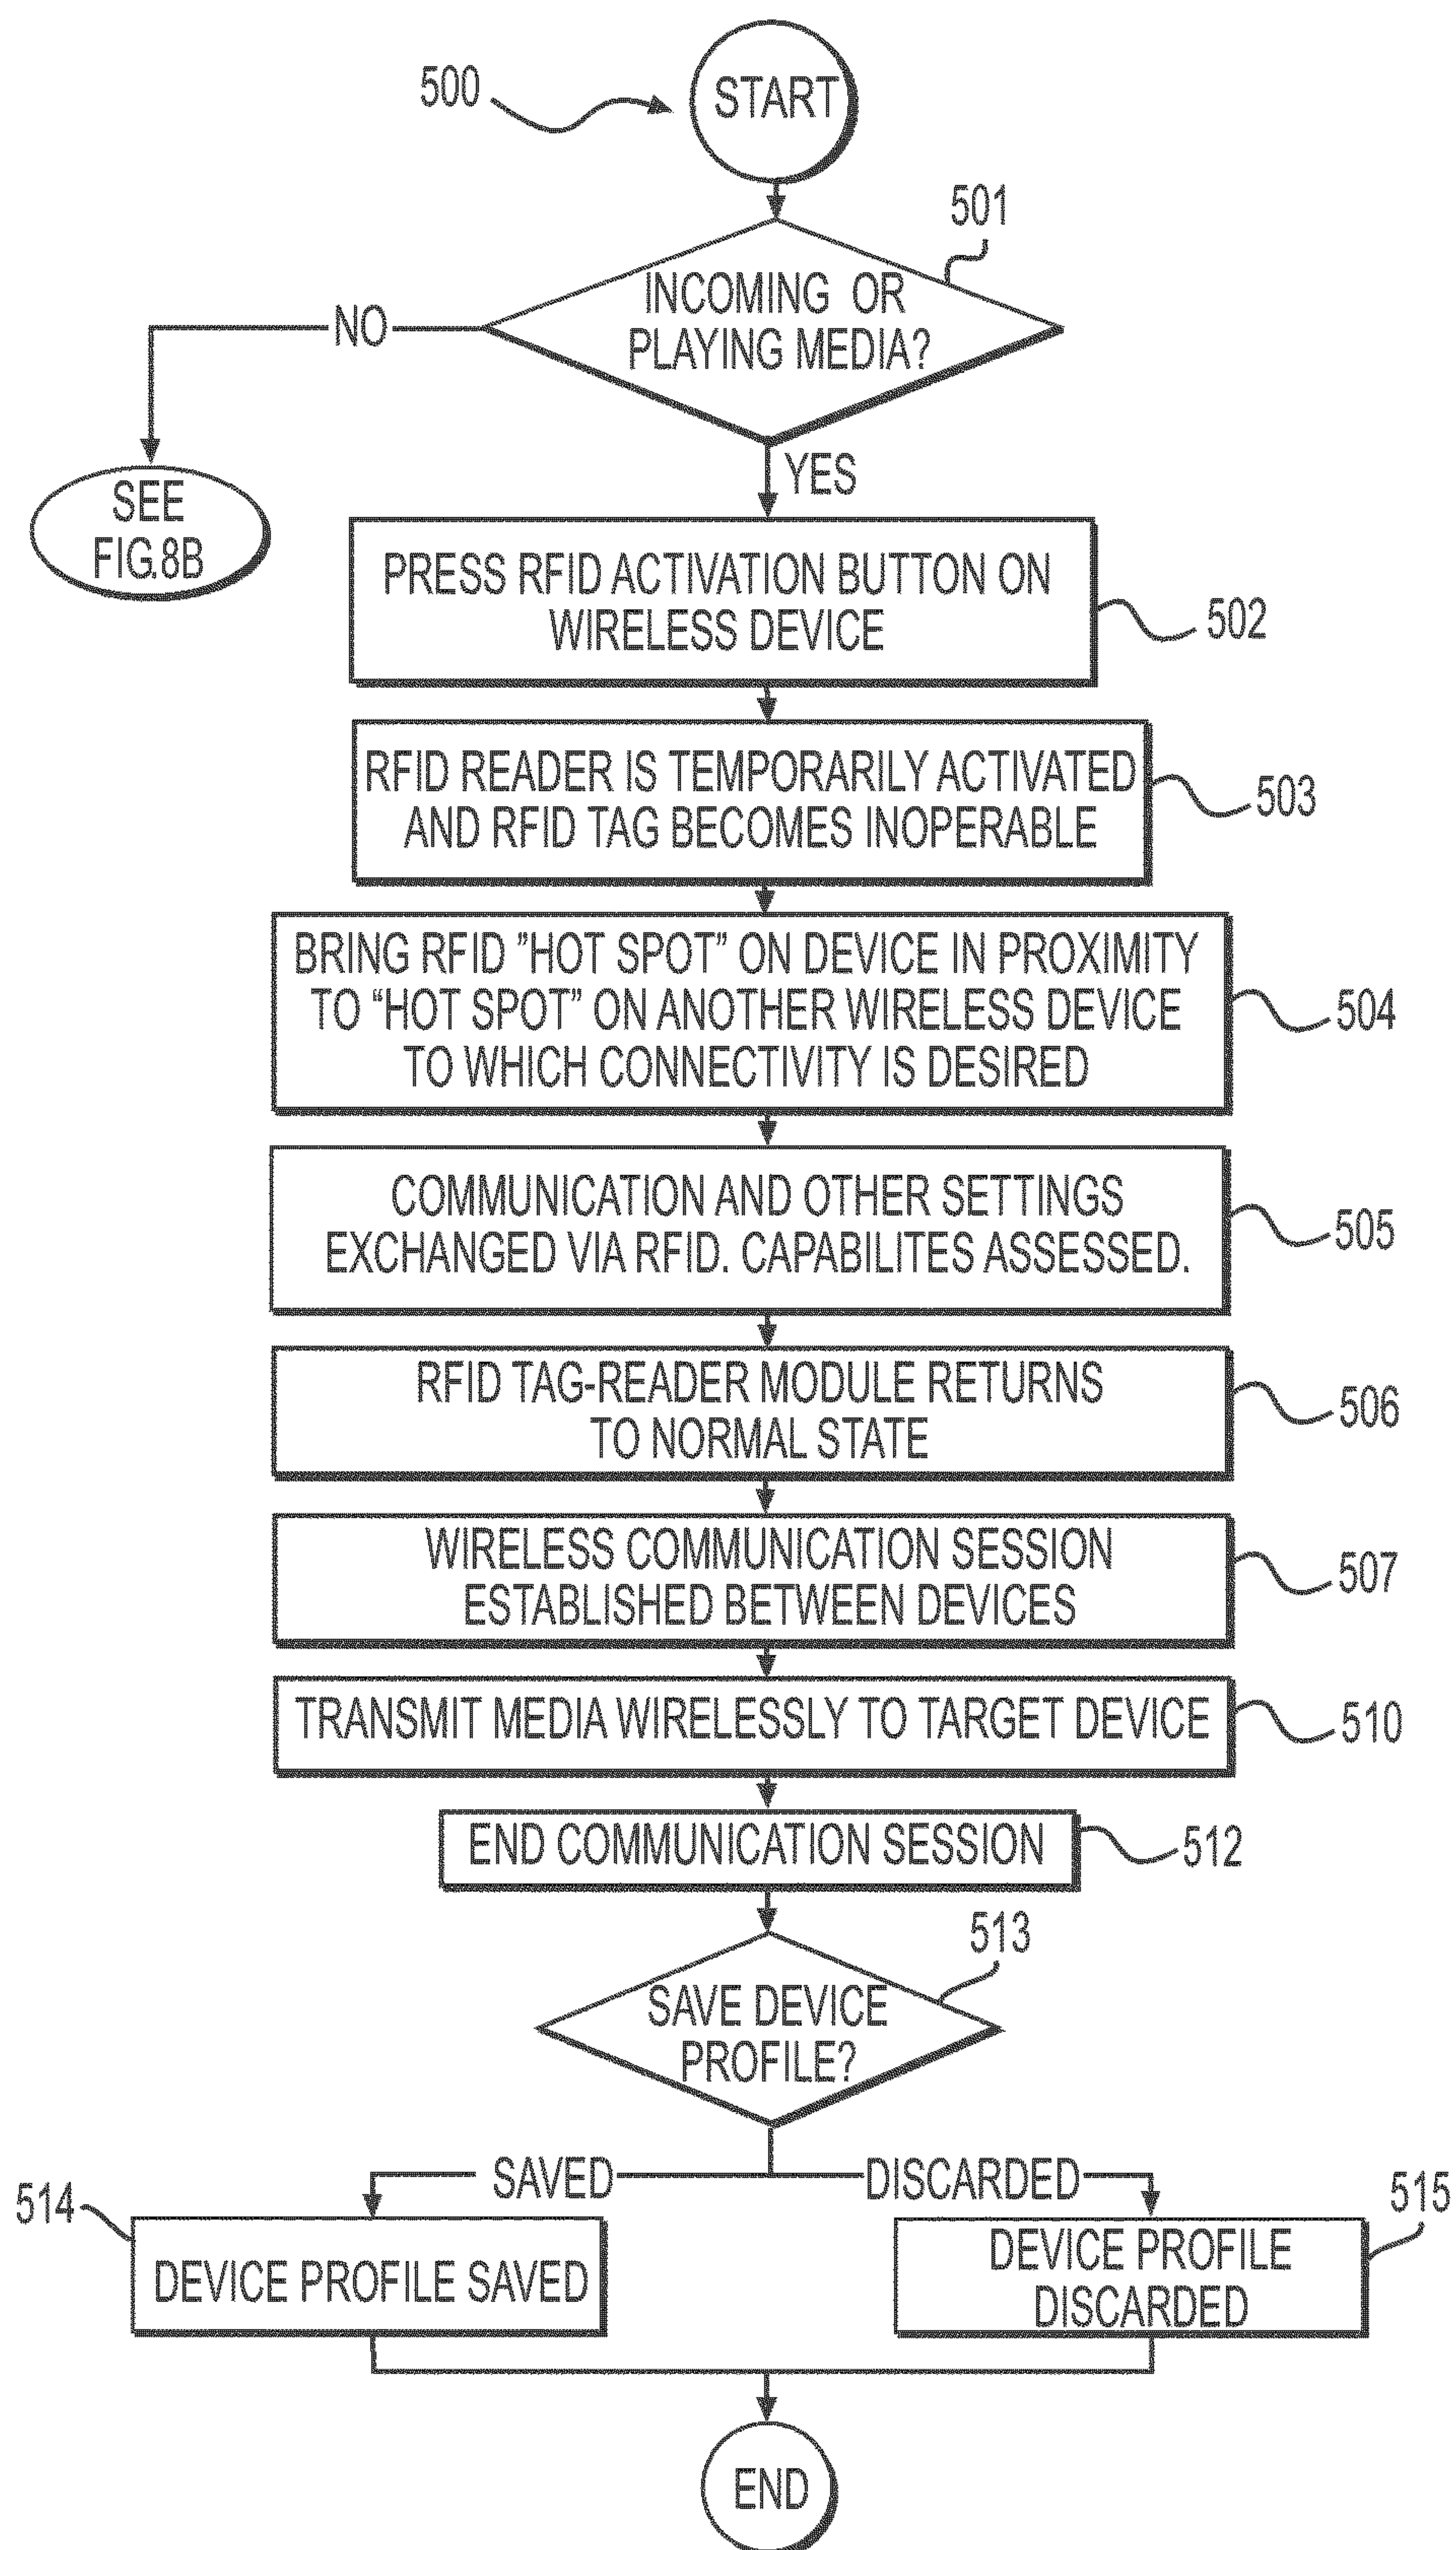 500
START
501
INCOMING OR
PLAYING MEDIA?
NO
YES
SEE
FIG.8B
PRESS RFID ACTIVATION BUTTON ON
WIRELESS DEVICE
502
RFID READER IS TEMPORARILY ACTIVATED
AND RFID TAG BECOMES INOPERABLE
503
BRING RFID ”HOT SPOT” ON DEVICE IN PROXIMITY
TO “HOT SPOT” ON ANOTHER WIRELESS DEVICE
TO WHICH CONNECTIVITY IS DESIRED
504
COMMUNICATION AND OTHER SETTINGS
EXCHANGED VIA RFID. CAPABILITES ASSESSED.
505
RFID TAG-READER MODULE RETURNS
TO NORMAL STATE
506
WIRELESS COMMUNICATION SESSION
ESTABLISHED BETWEEN DEVICES
507
TRANSMIT MEDIA WIRELESSLY TO TARGET DEVICE
510
END COMMUNICATION SESSION
512
513
SAVE DEVICE
PROFILE?
SAVED
DISCARDED
514
DEVICE PROFILE SAVED
515
DEVICE PROFILE
DISCARDED
END